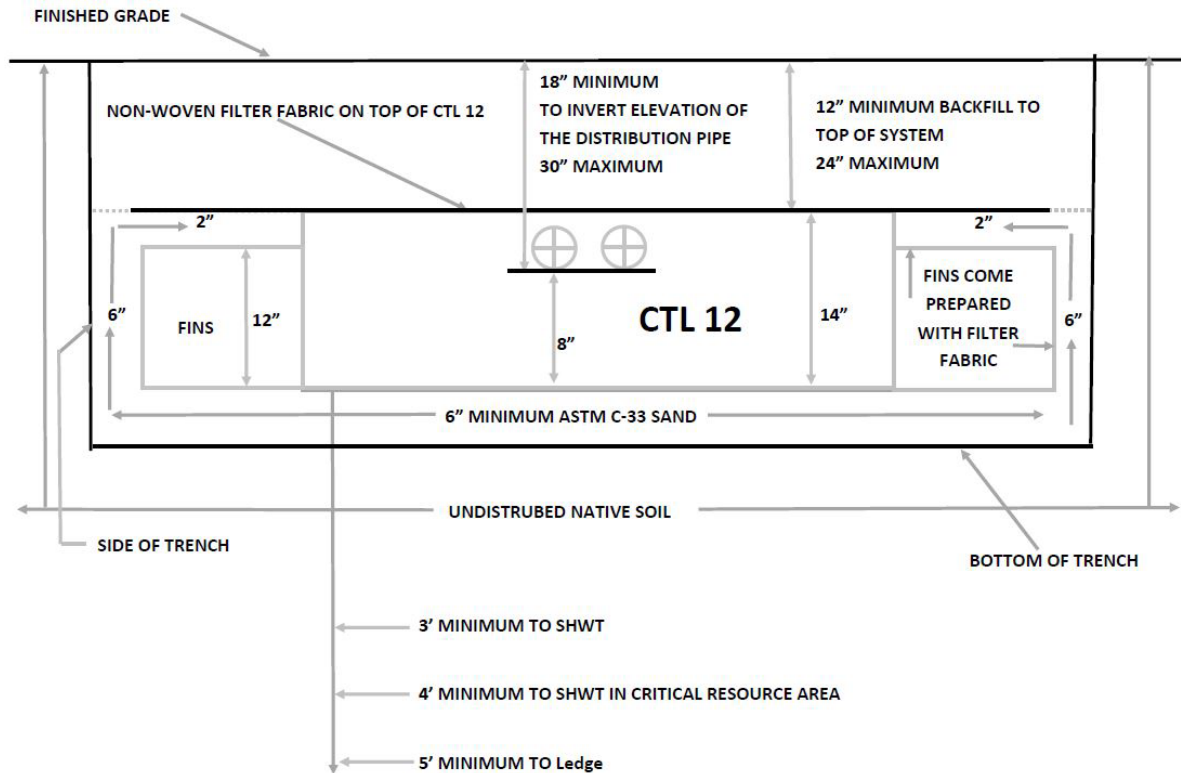 FINISHED GRADE
NON-WOVEN FILTER FABRIC ON TOP OF CTL 12
18” MINIMUM
TO INVERT ELEVATION OF
THE DISTRIBUTION PIPE
30” MAXIMUM
12” MINIMUM BACKFILL TO
TOP OF SYSTEM
24” MAXIMUM
2”
2”
6”
FINS
12”
8”
CTL 12
14”
FINS COME
PREPARED
WITH FILTER
FABRIC
6”
6” MINIMUM ASTM C-33 SAND
UNDISTRUBED NATIVE SOIL
SIDE OF TRENCH
BOTTOM OF TRENCH
3’ MINIMUM TO SHWT
4’ MINIMUM TO SHWT IN CRITICAL RESOURCE AREA
5’ MINIMUM TO Ledge